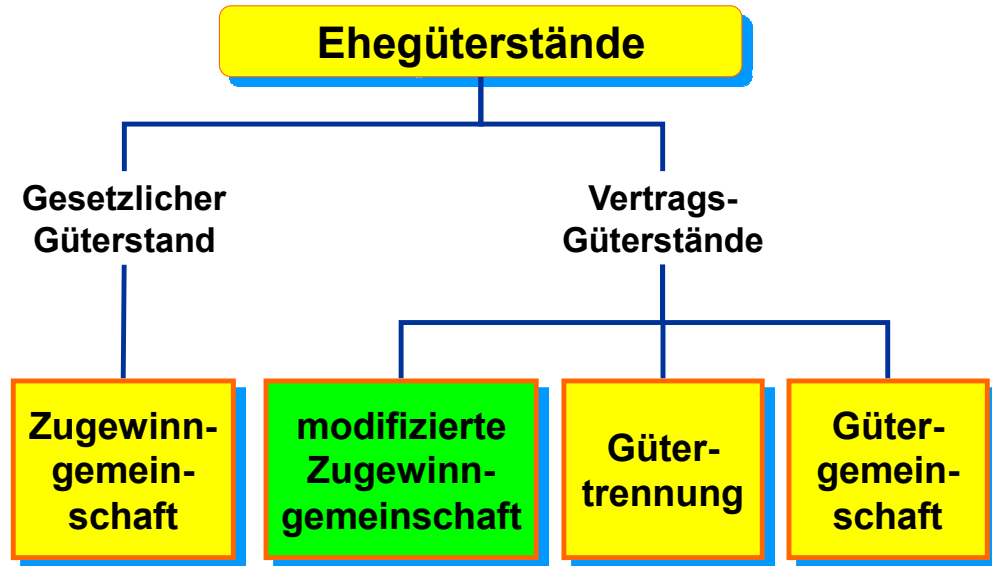 Ehegüterstände
Gesetzlicher
Güterstand
Vertrags-
Güterstände
Zugewinn-
gemein-
schaft
modifizierte
Zugewinn-
gemeinschaft
Güter-
trennung
Güter-
gemein-
schaft